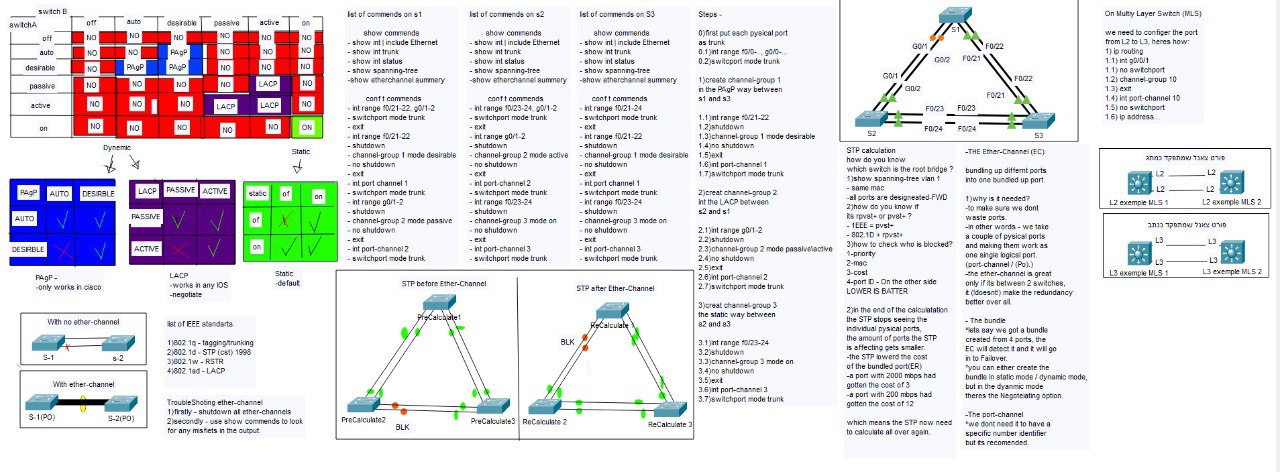 switch B
switchA
off
auto
desirable
passive
active
on
off
NO
NO
NO
NO
NO
NO
auto
NO
NO
PAgP
NO
NO
NO
desirable
NO
PAgP
PAgP
NO
NO
NO
passive
NO
NO
NO
NO
LACP
NO
active
NO
NO
NO
LACP
LACP
NO
on
NO
NO
NO
NO
NO
ON
Dynemic
Static
PAgP
AUTO
DESIRBLE
AUTO
DESIRBLE
LACP
PASSIVE
ACTIVE
PASSIVE
ACTIVE
static
of
on
of
on
PAgP -
-only works in cisco
LACP
-works in any IOS
-negotiate
Static
-default
With no ether-channel
S-1
s-2
With ether-channel
S-1(PO)
S-2(PO)
list of IEEE standarts
1)802.1q - tagging/trunking
2)802.1d - STP (cst) 1998
3)802.1w - RSTR
4)802.1ad - LACP
TroubleShoting ether-channel
1)firstly - shutdown all ether-channels
2)secondly - use show commends to look
for any misfiets in the output.
list of commends on s1
show commends
- show int | include Ethernet
- show int trunk
- show int status
- show spanning-tree
-show etherchannel summery
conf t commends
- int range f0/21-22, g0/1-2
- switchport mode trunk
- exit
- int range f0/21-22
- shutdown
- channel-group 1 mode desirable
- no shutdown
- exit
- int port channel 1
- switchport mode trunk
- int range g0/1-2
- shutdown
- channel-group 2 mode passive
- no shutdown
- exit
- int port-channel 2
- switchport mode trunk
list of commends on s2
show commends
- show int | include Ethernet
- show int trunk
- show int status
- show spanning-tree
-show etherchannel summery
conf t commends
- int range f0/23-24, g0/1-2
- switchport mode trunk
- exit
- int range g0/1-2
- shutdown
- channel-group 2 mode active
- no shutdown
- exit
- int port-channel 2
- switchport mode trunk
- int range f0/23-24
- shutdown
- channel-group 3 mode on
- no shutdown
- exit
- int port-channel 3
- switchport mode trunk
list of commends on S3
show commends
- show int | include Ethernet
- show int trunk
- show int status
- show spanning-tree
-show etherchannel summery
conf t commends
- int range f0/21-24
- switchport mode trunk
- exit
- int range f0/21-22
- shutdown
- channel-group 1 mode desirable
- no shutdown
- exit
- int port-channel 1
- switchport mode trunk
- int range f0/23-24
- shutdown
- channel-group 3 mode on
- no shutdown
- exit
- int port-channel 3
- switchport mode trunk
STP before Ether-Channel
PreCalculate1
PreCalculate2
PreCalculate3
BLK
STP after Ether-Channel
ReCalculate 1
BLK
ReCalculate 2
ReCalculate 3
Steps -
0)first put each pysical port
as trunk
0.1)int range f0/0-.., g0/0-...
0.2)switchport mode trunk
1)create channel-group 1
in the PAgP way between
s1 and s3
1.1)int range f0/21-22
1.2)shutdown
1.3)channel-group 1 mode desirable
1.4)no shutdown
1.5)exit
1.6)int port-channel 1
1.7)switchport mode trunk
2)creat channel-group 2
int the LACP between
s2 and s1
2.1)int range g0/1-2
2.2)shutdown
2.3)channel-group 2 mode passive\active
2.4)no shutdown
2.5)exit
2.6)int port-channel 2
2.7)switchport mode trunk
3)creat channel-group 3
the static way between
s2 and s3
3.1)int range f0/23-24
3.2)shutdown
3.3)channel-group 3 mode on
3.4)no shutdown
3.5)exit
3.6)int port-channel 3
3.7)switchport mode trunk
S1
G0/1
G0/2
F0/22
F0/21
G0/1
G0/2
F0/22
F0/21
F0/23
F0/23
F0/24
F0/24
S2
S3
STP calculation
how do you know
which switch is the root bridge ?
1)show spanning-tree vlan 1
- same mac
-all ports are designeated-FWD
2)how do you know if
its rpvst+ or pvst+ ?
- 1EEE = pvst+
- 802.1D + rpvst+
3)how to check who is blocked?
1-priority
2-mac
3-cost
4-port ID - On the other side
LOWER IS BATTER
2)in the end of the calculatation
the STP stops seeing the
individual pysical ports,
the amount of ports the STP
is affecting gets smaller.
-the STP lowerd the cost
of the bundled port(ER)
-a port with 2000 mbps had
gotten the cost of 3
-a port with 200 mbps had
gotten the cost of 12
which means the STP now need
to calculate all over again.
-THE Ether-Channel (EC)
bundling up differnt ports
into one bundled up port.
1)why is it needed?
-to make sure we dont
waste ports.
-in other words - we take
a couple of pysical ports
and making them work as
one single logical port.
(port-channel / (Po).)
-the ether-channel is great
only if its between 2 switches,
it (!doesnt!) make the redundancy
better over all.
- The bundle
*lets say we got a bundle
created from 4 ports, the
EC will detect it and it will go
in to Failover.
*you can either create the
bundle in static mode / dynamic mode,
but in the dyanmic mode
theres the Negoteiating option.
-The port-channel
*we dont need it to have a
specific number identifier
but its recomended.
On Multy Layer Switch (MLS)
we need to configer the port
from L2 to L3, heres how:
1) ip routing
1.1) int g0/0/1
1.1) no switchport
1.2) channel-group 10
1.3) exit
1.4) int port-channel 10
1.5) no switchport
1.6) ip address...
פורט צאנל שמתפקד כמתג
L2
L2
L2
L2
L2 exemple MLS 1
L2 exemple MLS 2
פורט צאנל שמתפקד כנתב
L3
L3
L3
L3
L3 exemple MLS 1
L3 exemple MLS 2